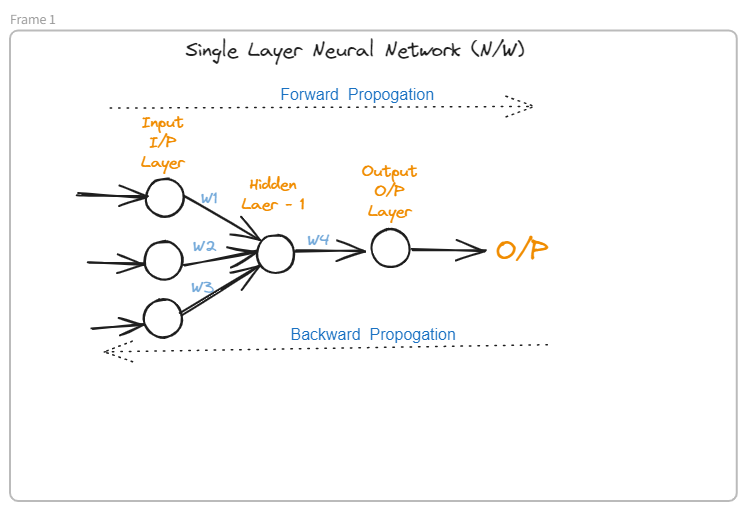 Frame 1
Single Layer Neural Network (N/W)
Forward Propogation
Input
I/P
Layer
Hidden
Laer - 1
Output
O/P
Layer
W1
W2
W3
W4
O/P
Backward Propogation